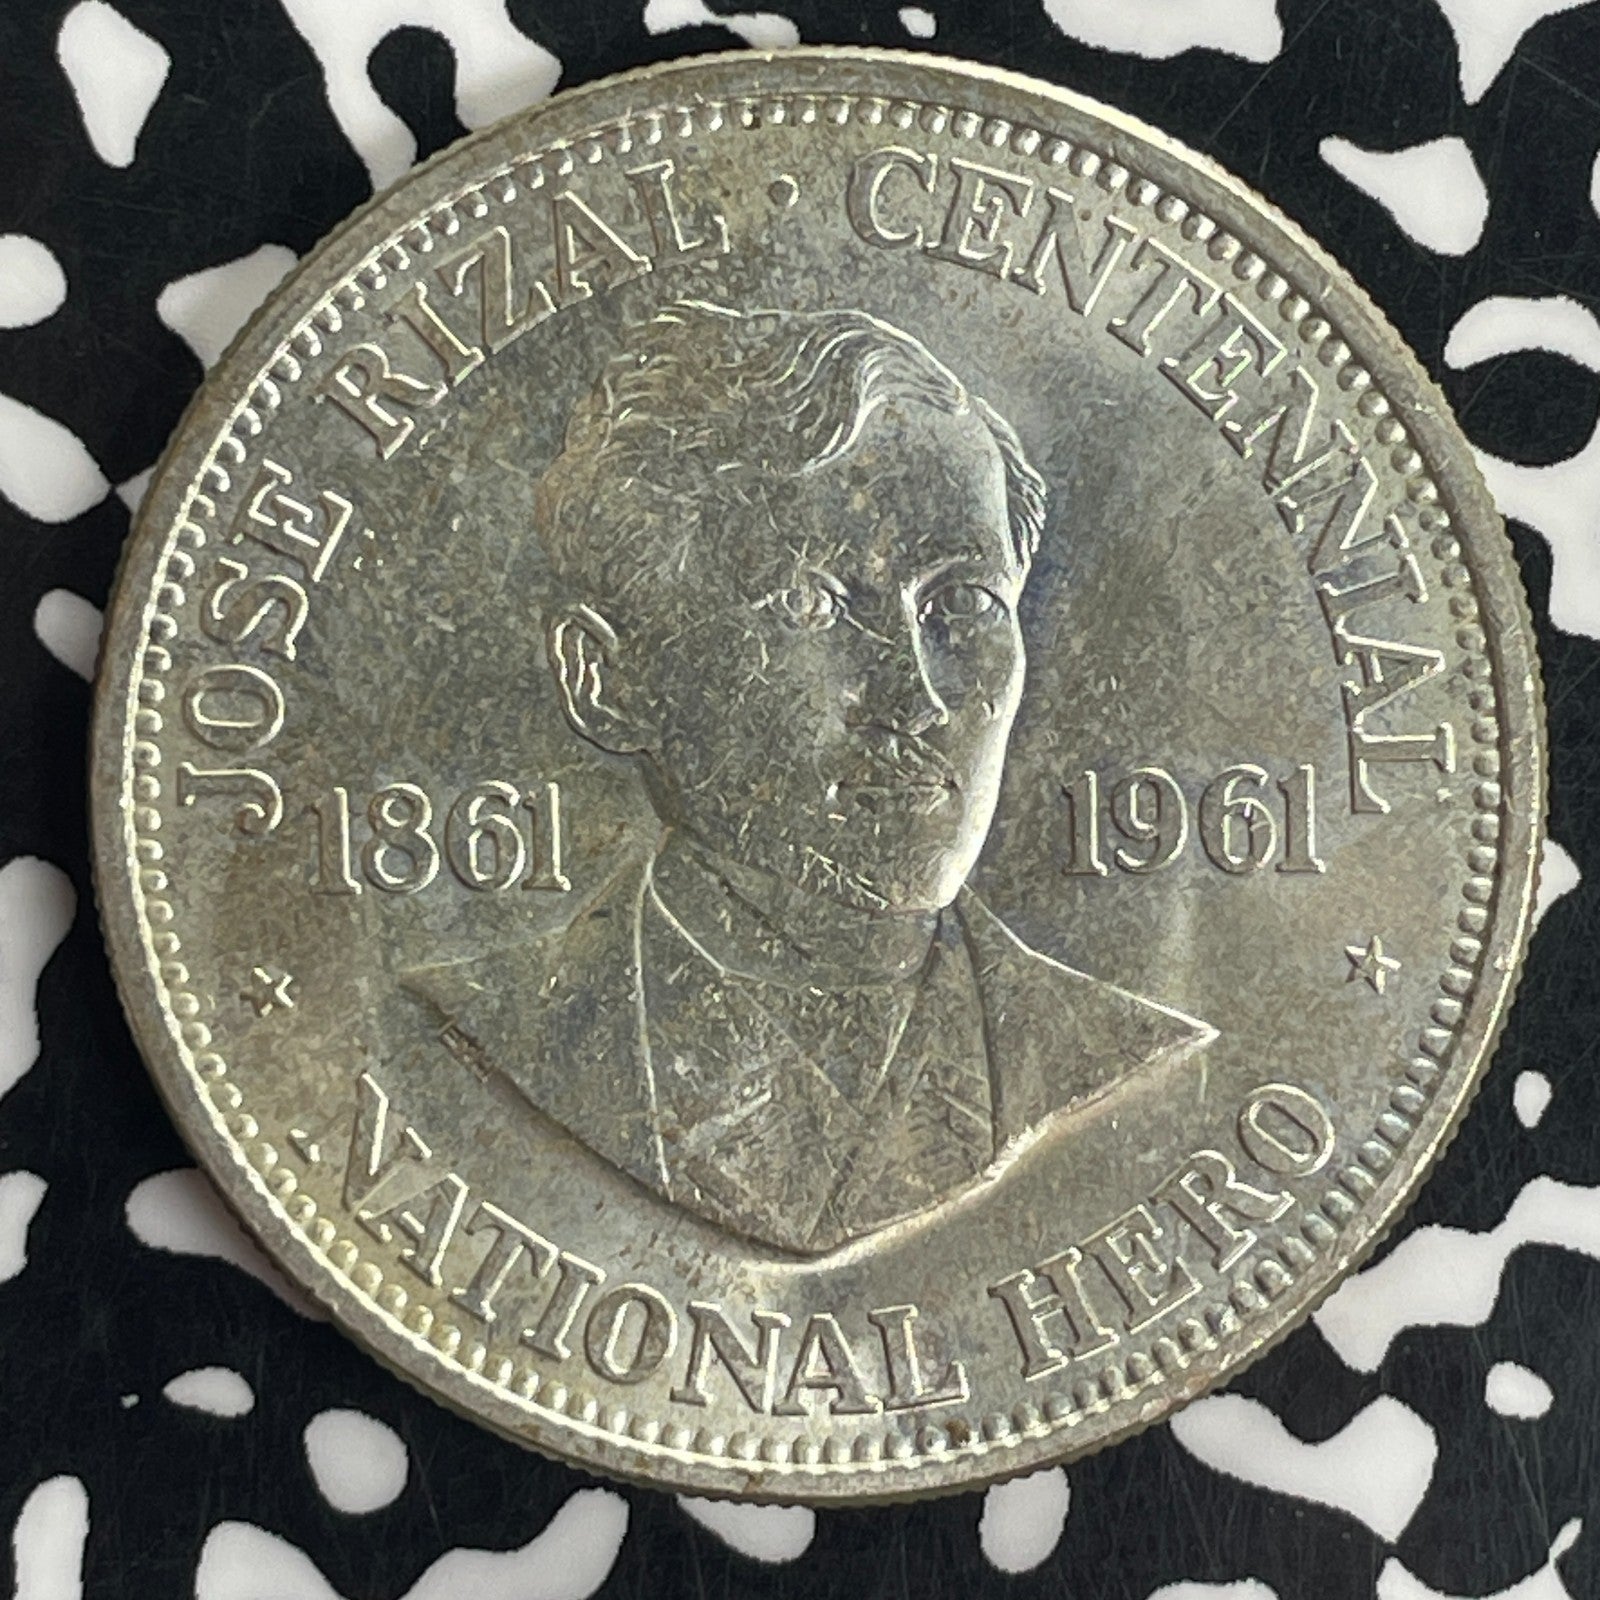 JOSE RIZAL · CENTENNIAL
1861 1961
NATIONAL HERO